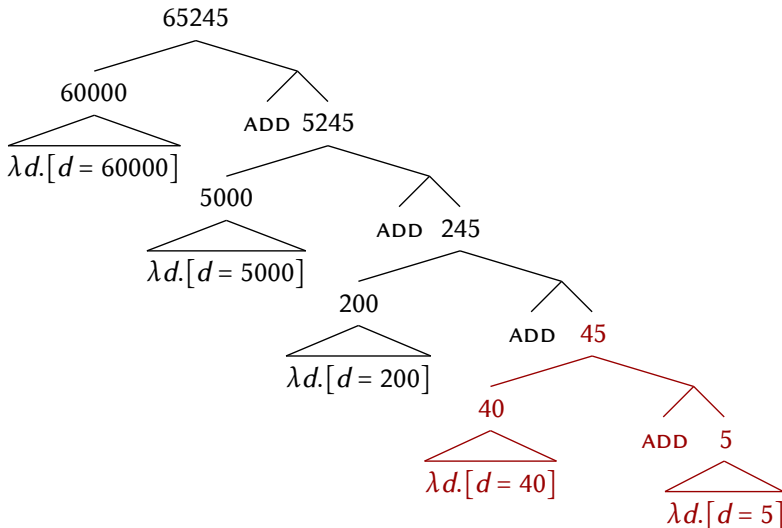 65245
60000
ADD 5245
λd.[d = 60000]
5000
ADD 245
λd.[d = 5000]
200
ADD 45
λd.[d = 200]
40
ADD 5
λd.[d = 40]
λd.[d = 5]